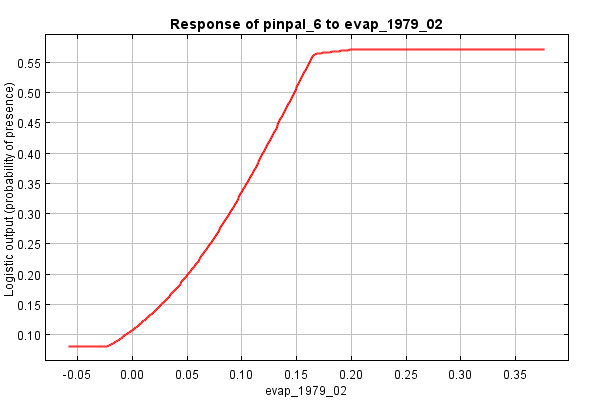 Response of pinpal_6 to evap_1979_02
Logistic output (probability of presence)
0.55
0.50
0.45
0.40
0.35
0.30
0.25
0.20
0.15
0.10
-0.05 0.00 0.05 0.10 0.15 0.20 0.25 0.30 0.35
evap_1979_02